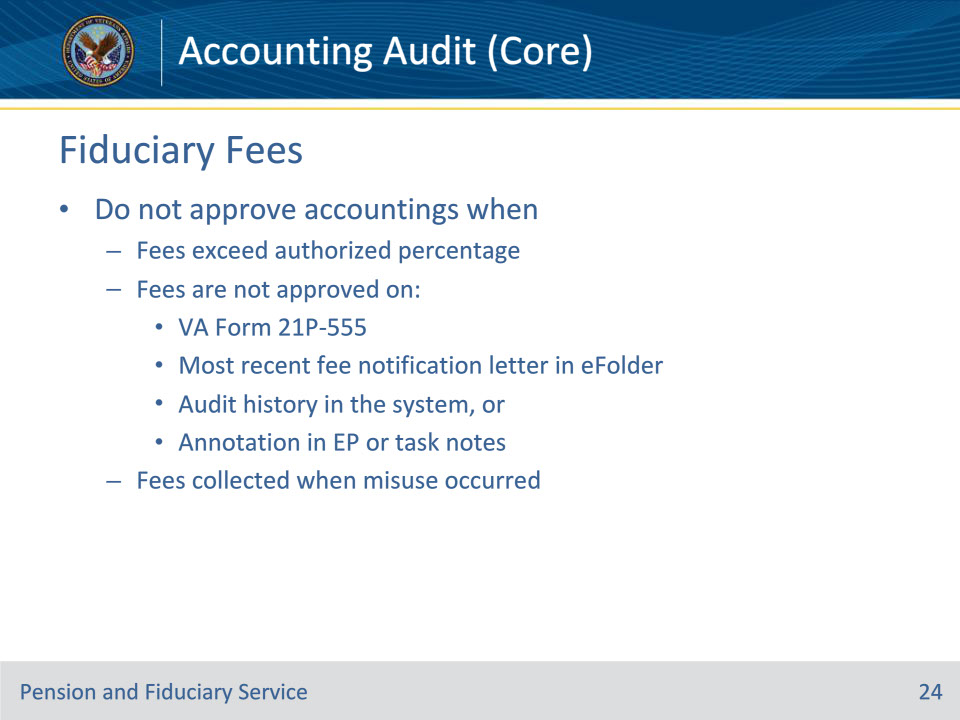 Accounting Audit (Core)
Fiduciary Fees
• Do not approve accountings when
– Fees exceed authorized percentage
– Fees are not approved on:
• VA Form 21P-555
• Most recent fee notification letter in eFolder
• Audit history in the system, or
• Annotation in EP or task notes
– Fees collected when misuse occurred
Pension and Fiduciary Service
24